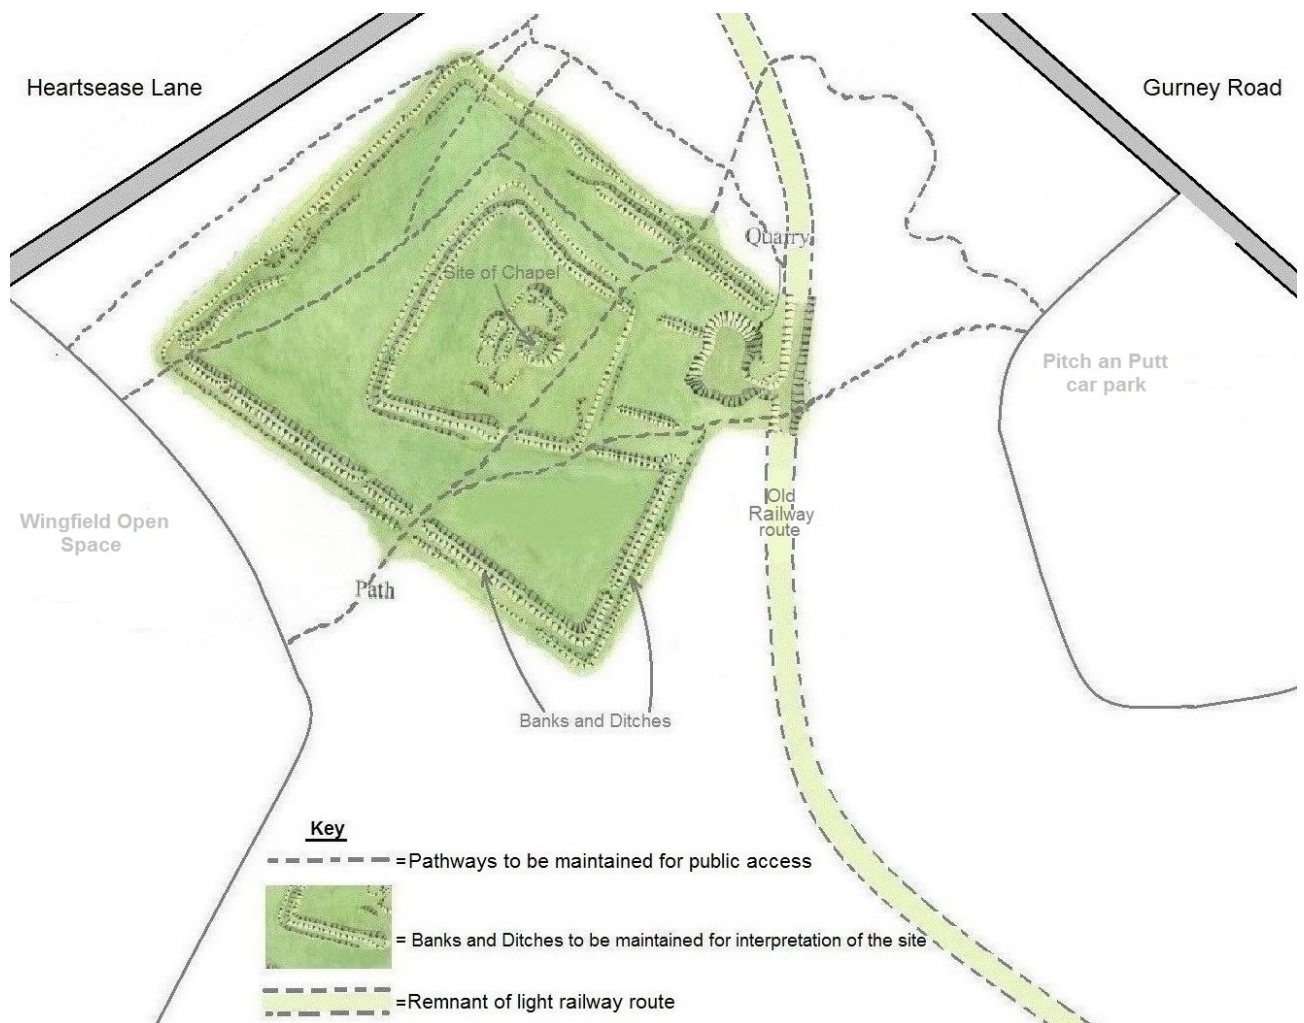 Heartsease Lane
Gurney Road
Quarry
Site of Chapel
Pitch an Putt
car park
Wingfield Open
Space
Old
Railway
route
Path
Banks and Ditches
Key
=Pathways to be maintained for public access
= Banks and Ditches to be maintained for interpretation of the site
=Remnant of light railway route